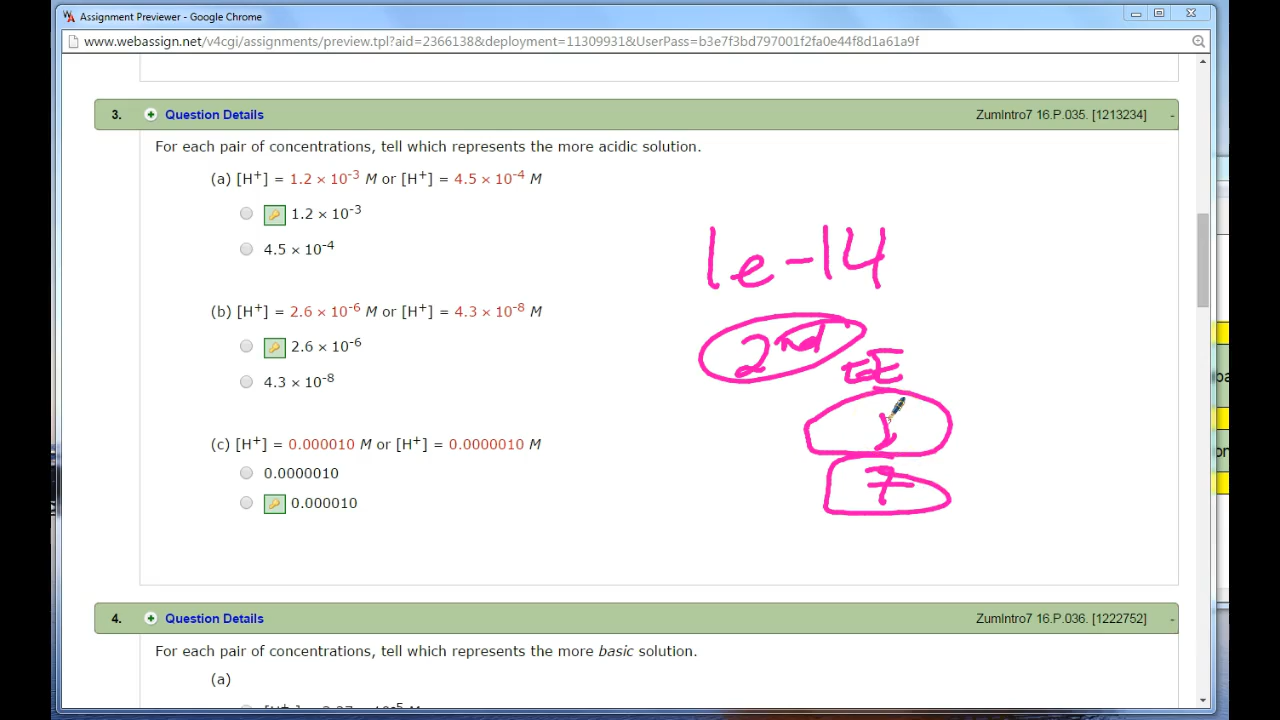 Assignment Previewer - Google Chrome
www.webassign.net/v4cgi/assignments/preview.tpl?aid=2366138&deployment=11309931&UserPass=b3e7f3bd797001f2fa0e44f8d1a61a9f
3. Question Details ZumIntro7 16.P.035. [1213234] -
For each pair of concentrations, tell which represents the more acidic solution.
(a) [H⁺] = 1.2 × 10⁻³ M or [H⁺] = 4.5 × 10⁻⁴ M
1.2 × 10⁻³
4.5 × 10⁻⁴
1e-14
(b) [H⁺] = 2.6 × 10⁻⁶ M or [H⁺] = 4.3 × 10⁻⁸ M
2.6 × 10⁻⁶
2nd
EE
4.3 × 10⁻⁸
(c) [H⁺] = 0.000010 M or [H⁺] = 0.0000010 M
0.0000010
7
0.000010
4. Question Details ZumIntro7 16.P.036. [1222752] -
For each pair of concentrations, tell which represents the more basic solution.
(a)